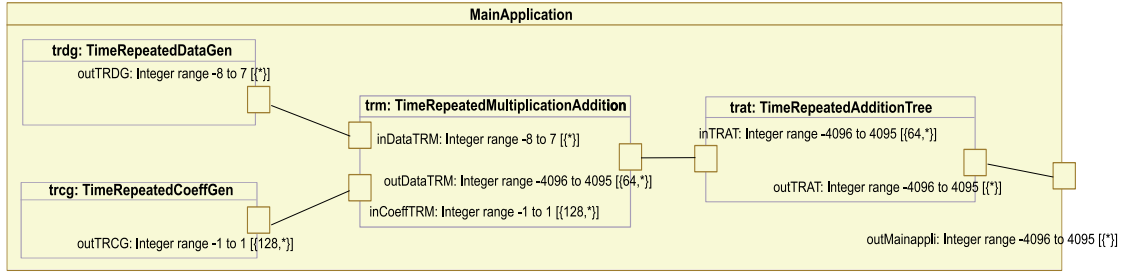 MainApplication
trdg: TimeRepeatedDataGen
outTRDG: Integer range -8 to 7 [{*}]
trm: TimeRepeatedMultiplicationAddition
inDataTRM: Integer range -8 to 7 [{*}]
outDataTRM: Integer range -4096 to 4095 [{64,*}]
inCoeffTRM: Integer range -1 to 1 [{128,*}]
trat: TimeRepeatedAdditionTree
inTRAT: Integer range -4096 to 4095 [{64,*}]
outTRAT: Integer range -4096 to 4095 [{*}]
trcg: TimeRepeatedCoeffGen
outTRCG: Integer range -1 to 1 [{128,*}]
outMainappli: Integer range -4096 to 4095 [{*}]